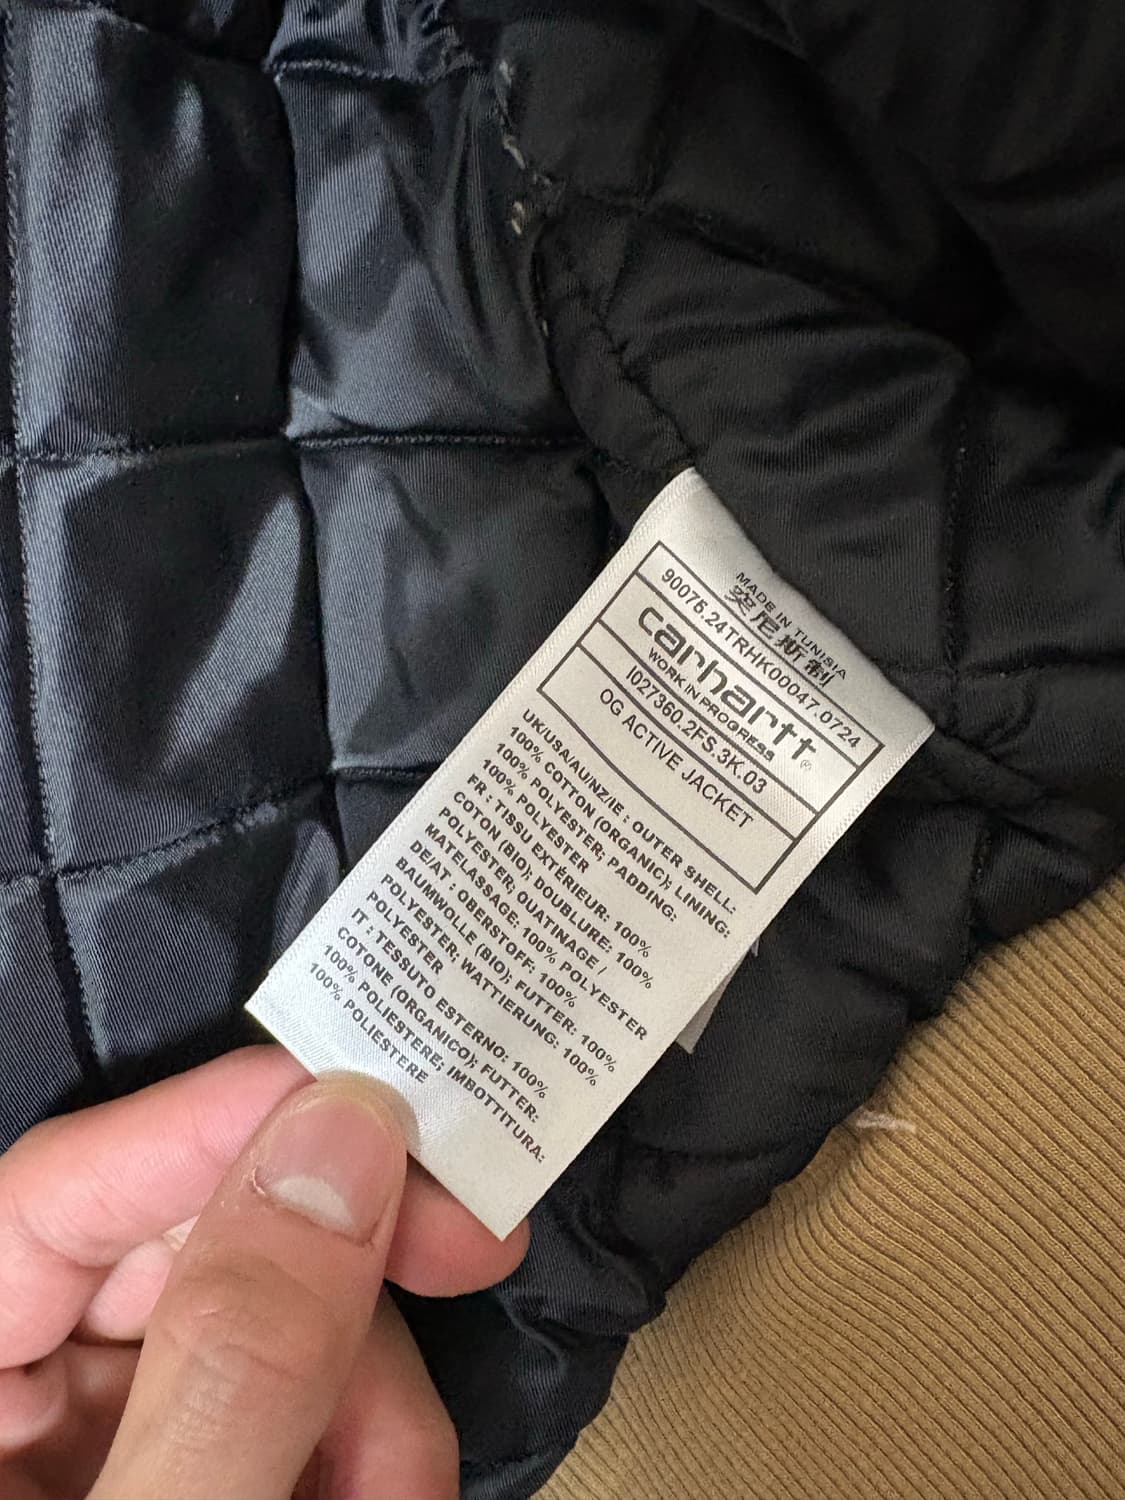 MADE IN TUNISIA
突尼斯制
90075.24TRHK00047.0724
carhartt®
WORK IN PROGRESS
I027360.2FS.3K.03
OG ACTIVE JACKET
UK/USA/AU/NZ/IE : OUTER SHELL:
100% COTTON (ORGANIC); LINING:
100% POLYESTER; PADDING:
100% POLYESTER
FR : TISSU EXTÉRIEUR: 100%
COTON (BIO); DOUBLURE: 100%
POLYESTER; OUATINAGE /
MATELASSAGE: 100% POLYESTER
DE/AT : OBERSTOFF: 100%
BAUMWOLLE (BIO); FUTTER: 100%
POLYESTER; WATTIERUNG: 100%
POLYESTER
IT : TESSUTO ESTERNO: 100%
COTONE (ORGANICO); FUTTER:
100% POLIESTERE; IMBOTTITURA:
100% POLIESTERE